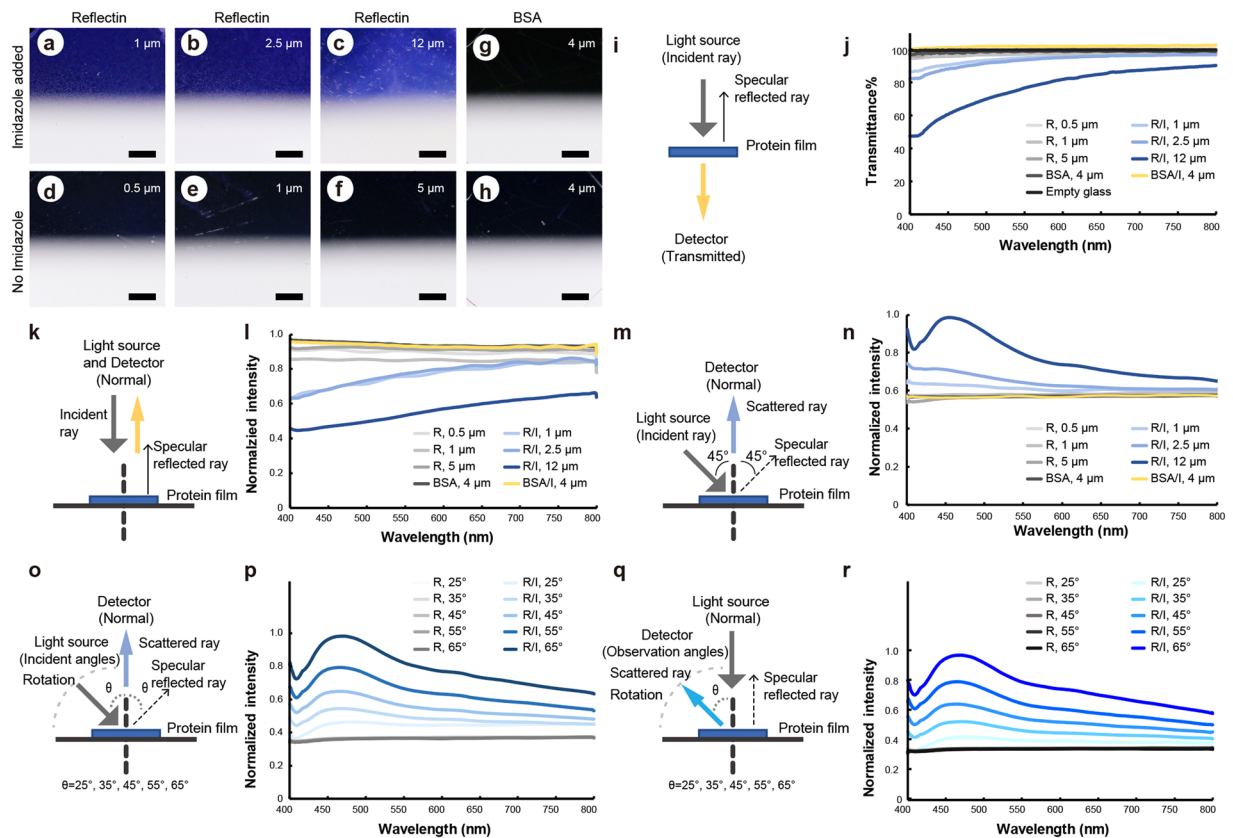 Reflectin
Reflectin
Reflectin
BSA
Imidazole added
a
1 µm
b
2.5 µm
c
12 µm
g
4 µm
No Imidazole
d
0.5 µm
e
1 µm
f
5 µm
h
4 µm
i
Light source
(Incident ray)
Specular
reflected ray
Protein film
Detector
(Transmitted)
j
Transmittance%
100
80
60
40
20
0
R, 0.5 µm
R, 1 µm
R, 5 µm
BSA, 4 µm
Empty glass
R/I, 1 µm
R/I, 2.5 µm
R/I, 12 µm
BSA/I, 4 µm
400 450 500 550 600 650 700 750 800
Wavelength (nm)
k
Light source
and Detector
(Normal)
Incident
ray
Specular
reflected ray
Protein film
l
Normalzied intensity
1.0
0.8
0.6
0.4
0.2
0
R, 0.5 µm
R, 1 µm
R, 5 µm
BSA, 4 µm
R/I, 1 µm
R/I, 2.5 µm
R/I, 12 µm
BSA/I, 4 µm
400 450 500 550 600 650 700 750 800
Wavelength (nm)
m
Detector
(Normal)
Scattered ray
Light source
(Incident ray)
45° 45°
Specular
reflected ray
Protein film
n
Normalized intensity
1.0
0.8
0.6
0.4
0.2
0
R, 0.5 µm
R, 1 µm
R, 5 µm
BSA, 4 µm
R/I, 1 µm
R/I, 2.5 µm
R/I, 12 µm
BSA/I, 4 µm
400 450 500 550 600 650 700 750 800
Wavelength (nm)
o
Detector
(Normal)
Light source
(Incident angles)
Rotation
Scattered ray
Specular
reflected ray
θ θ
Protein film
θ=25°, 35°, 45°, 55°, 65°
p
Normalized intensity
1.0
0.8
0.6
0.4
0.2
0
R, 25°
R, 35°
R, 45°
R, 55°
R, 65°
R/I, 25°
R/I, 35°
R/I, 45°
R/I, 55°
R/I, 65°
400 450 500 550 600 650 700 750 800
Wavelength (nm)
q
Light source
(Normal)
Detector
(Observation angles)
Scattered ray
Rotation
θ
Specular
reflected ray
Protein film
θ=25°, 35°, 45°, 55°, 65°
r
Normalized intensity
1.0
0.8
0.6
0.4
0.2
0
R, 25°
R, 35°
R, 45°
R, 55°
R, 65°
R/I, 25°
R/I, 35°
R/I, 45°
R/I, 55°
R/I, 65°
400 450 500 550 600 650 700 750 800
Wavelength (nm)